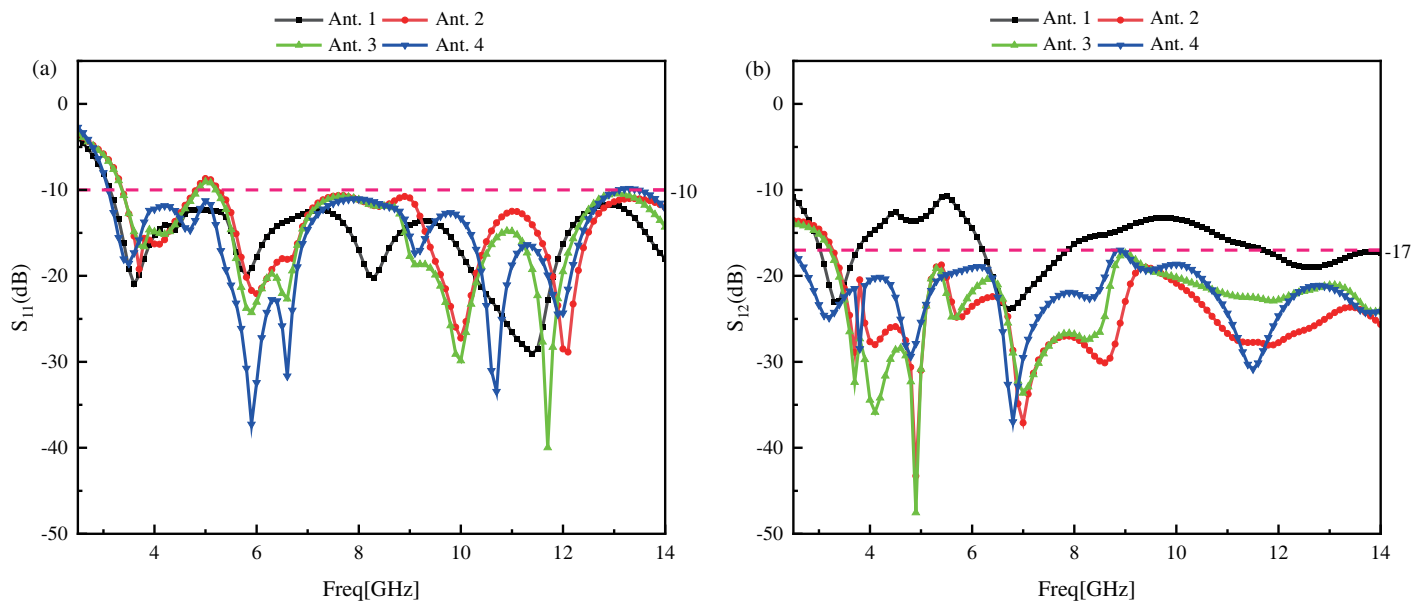 Ant. 1 Ant. 2
Ant. 3 Ant. 4
(a)
0
-10
-20
-30
-40
-50
S11(dB)
-10
4 6 8 10 12 14
Freq[GHz]
Ant. 1 Ant. 2
Ant. 3 Ant. 4
(b)
0
-10
-20
-30
-40
-50
S12(dB)
-17
4 6 8 10 12 14
Freq[GHz]